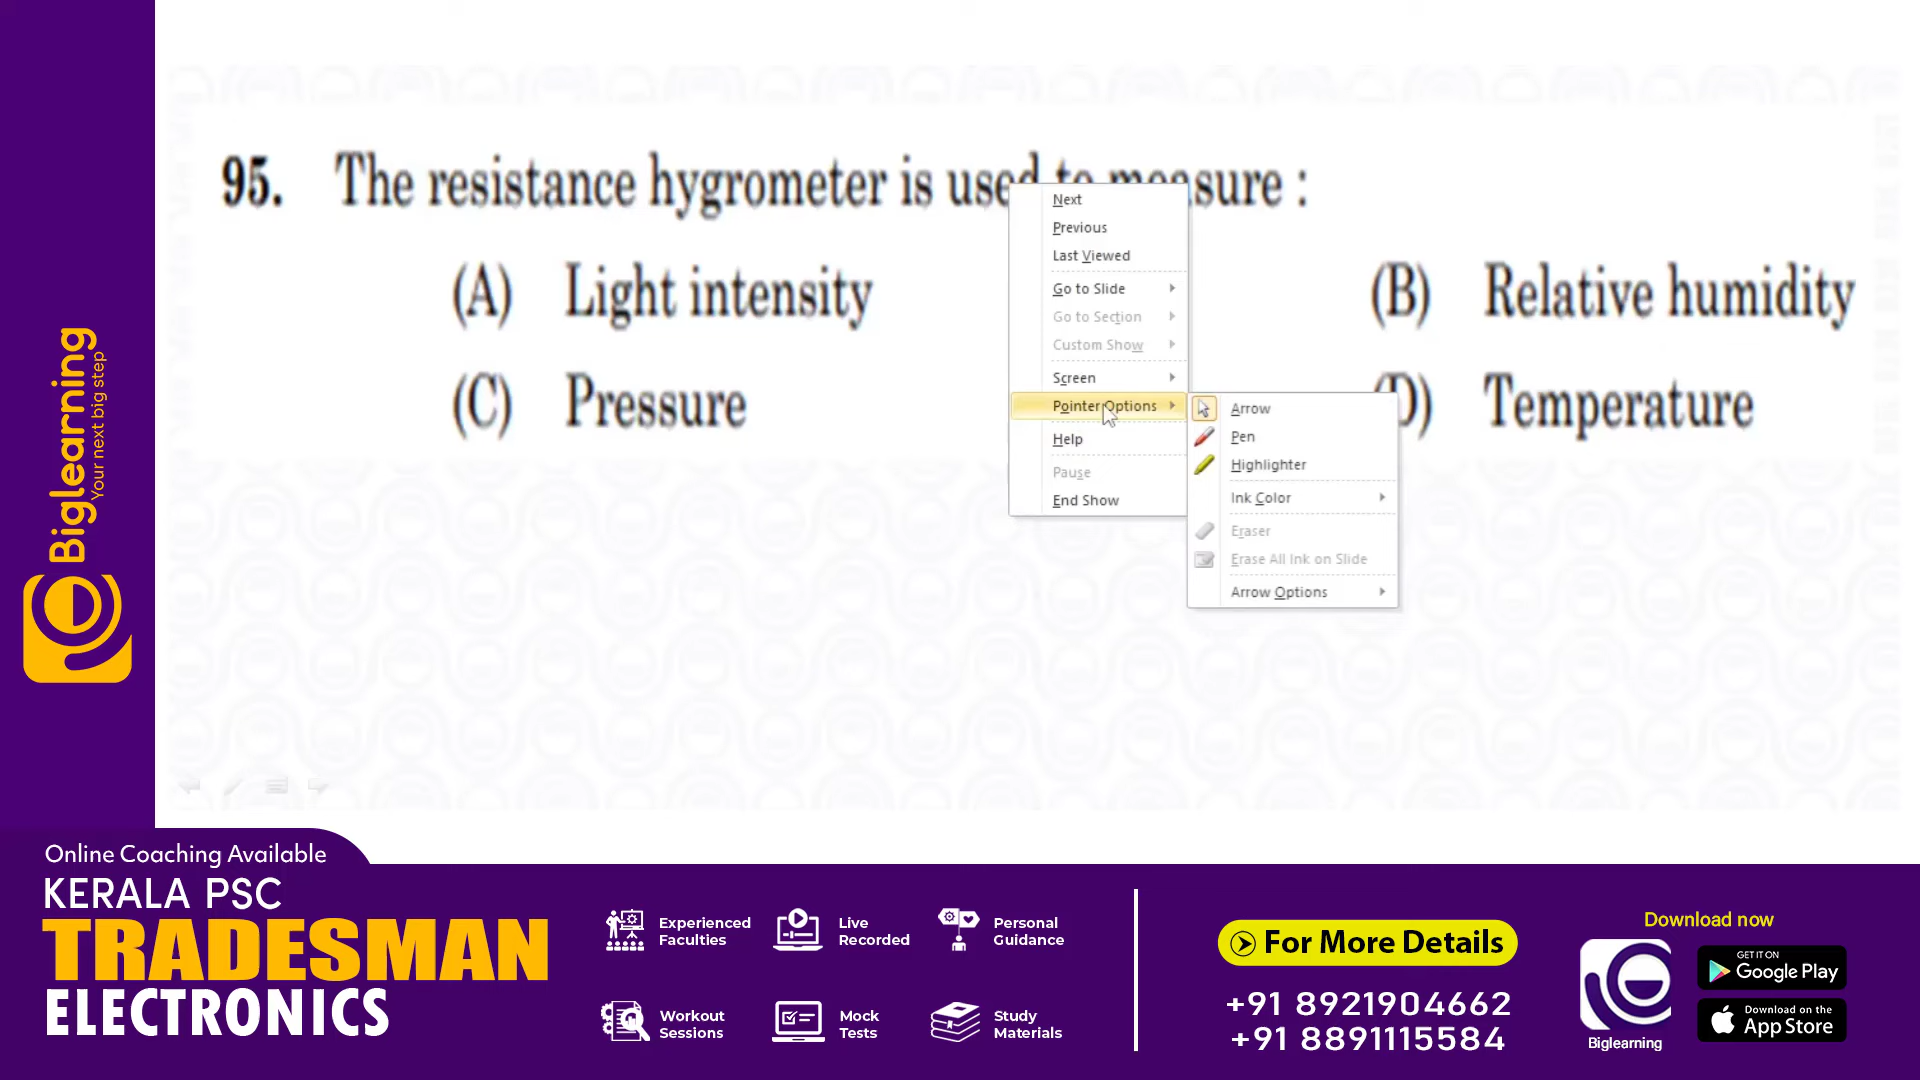 95. The resistance hygrometer is used to measure :
(A) Light intensity
(B) Relative humidity
(C) Pressure
(D) Temperature
Next
Previous
Last Viewed
Go to Slide
Go to Section
Custom Show
Screen
Pointer Options
Help
Pause
End Show
Arrow
Pen
Highlighter
Ink Color
Eraser
Erase All Ink on Slide
Arrow Options
Biglearning
Your next big step
Online Coaching Available
KERALA PSC
TRADESMAN
ELECTRONICS
Experienced
Faculties
Live
Recorded
Personal
Guidance
Workout
Sessions
Mock
Tests
Study
Materials
For More Details
+91 8921904662
+91 8891115584
Download now
Biglearning
GET IT ON
Google Play
Download on the
App Store